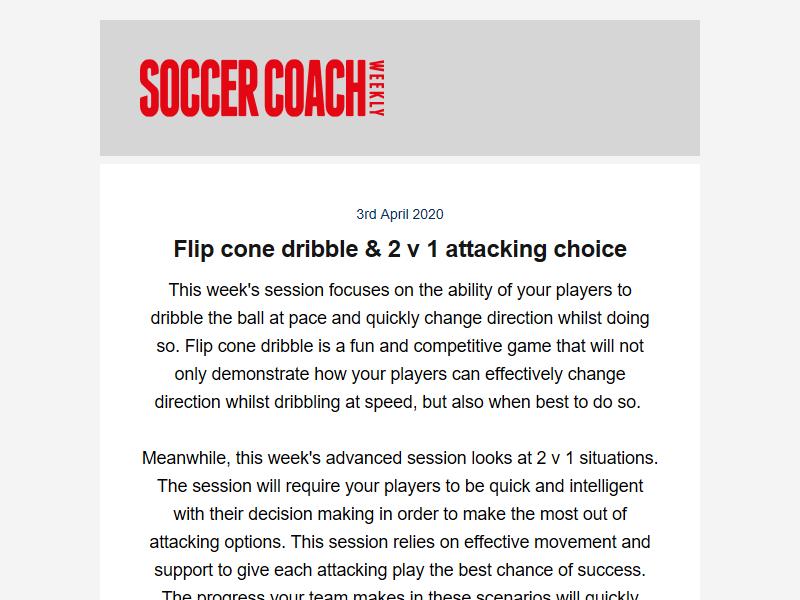 SOCCER COACH WEEKLY
3rd April 2020
Flip cone dribble & 2 v 1 attacking choice
This week's session focuses on the ability of your players to
dribble the ball at pace and quickly change direction whilst doing
so. Flip cone dribble is a fun and competitive game that will not
only demonstrate how your players can effectively change
direction whilst dribbling at speed, but also when best to do so.
Meanwhile, this week's advanced session looks at 2 v 1 situations.
The session will require your players to be quick and intelligent
with their decision making in order to make the most out of
attacking options. This session relies on effective movement and
support to give each attacking play the best chance of success.
The progress your team makes in these scenarios will quickly